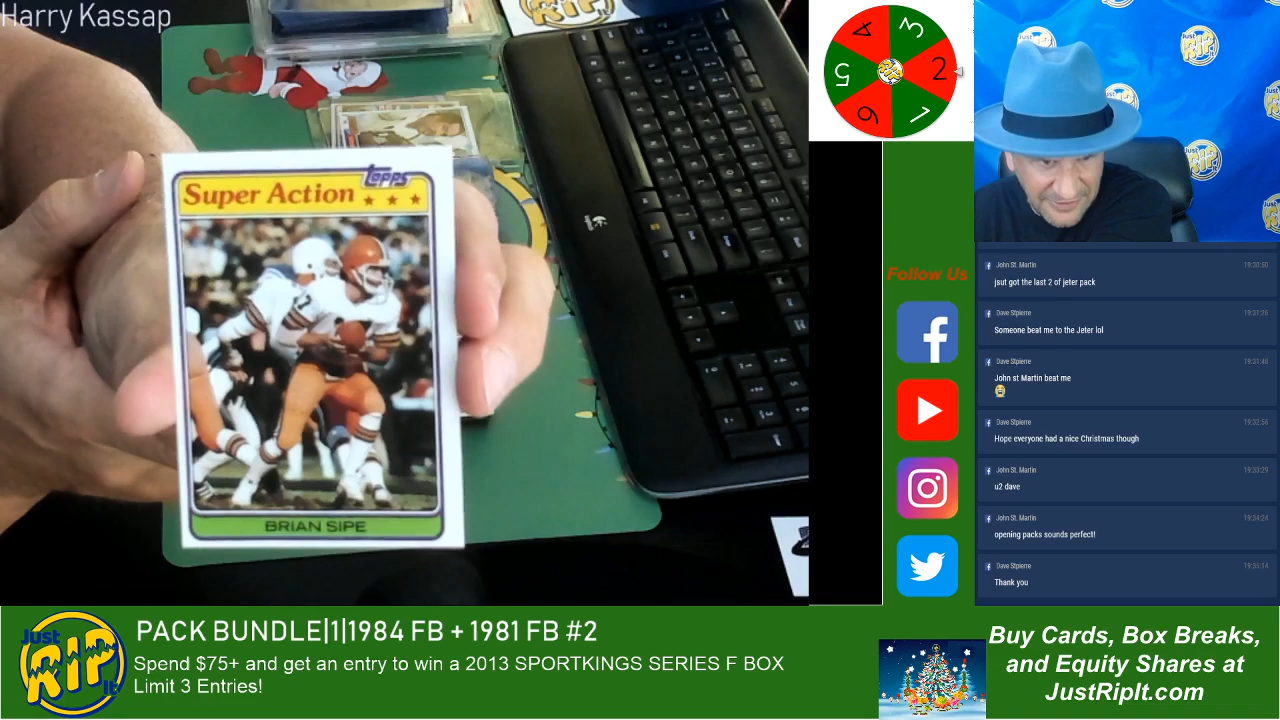 Harry Kassap
Topps
Super Action
BRIAN SIPE
4
3
5
2
6
1
Just
RIP
It
Follow Us
John St. Martin
19:30:50
jsut got the last 2 of jeter pack
Dave Stpierre
19:31:26
Someone beat me to the Jeter lol
Dave Stpierre
19:31:48
John st Martin beat me
Dave Stpierre
19:32:56
Hope everyone had a nice Christmas though
John St. Martin
19:33:29
u2 dave
John St. Martin
19:34:24
opening packs sounds perfect!
Dave Stpierre
19:35:14
Thank you
Just
RIP
It
PACK BUNDLE|1|1984 FB + 1981 FB #2
Spend $75+ and get an entry to win a 2013 SPORTKINGS SERIES F BOX
Limit 3 Entries!
Buy Cards, Box Breaks,
and Equity Shares at
JustRipIt.com